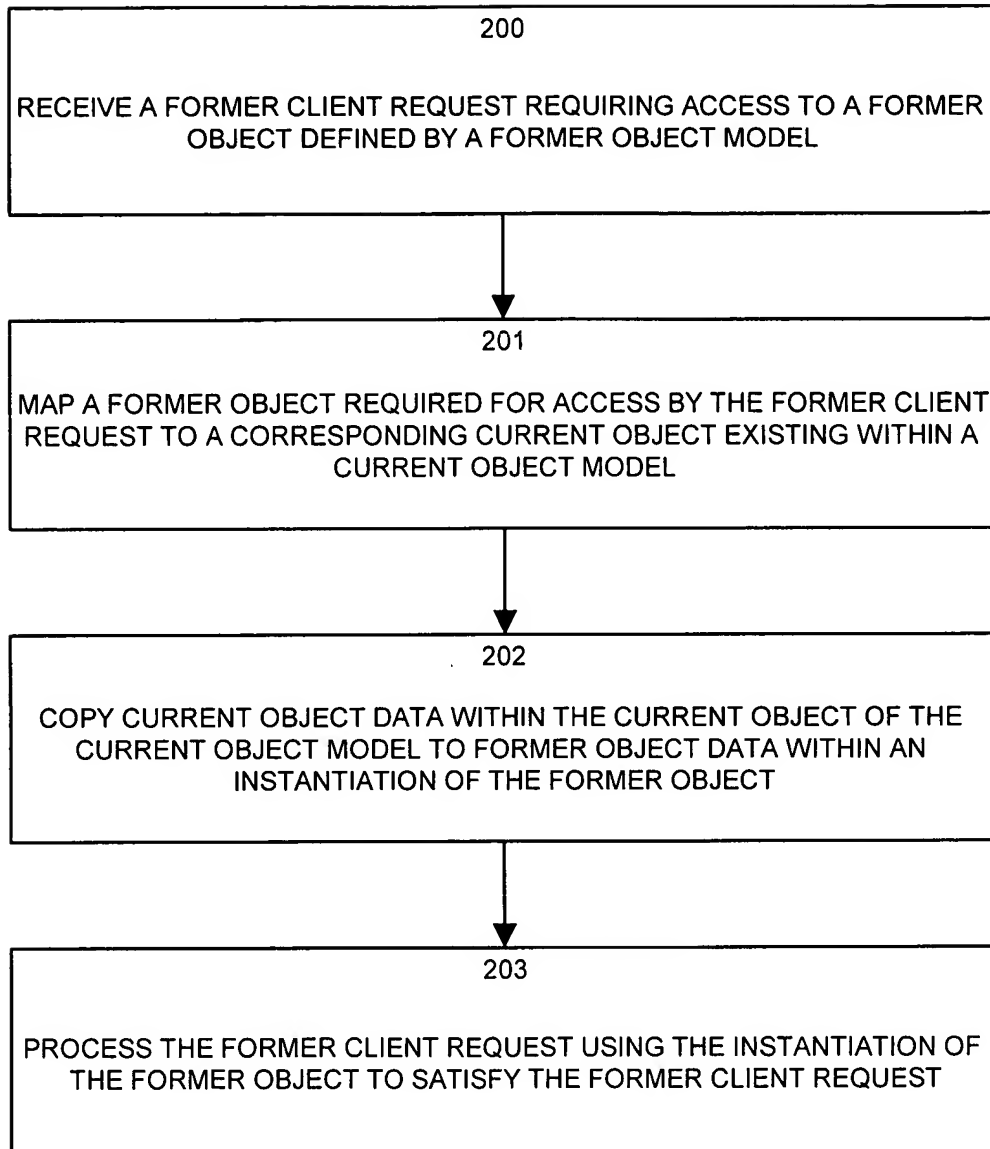 200
RECEIVE A FORMER CLIENT REQUEST REQUIRING ACCESS TO A FORMER
OBJECT DEFINED BY A FORMER OBJECT MODEL
201
MAP A FORMER OBJECT REQUIRED FOR ACCESS BY THE FORMER CLIENT
REQUEST TO A CORRESPONDING CURRENT OBJECT EXISTING WITHIN A
CURRENT OBJECT MODEL
202
COPY CURRENT OBJECT DATA WITHIN THE CURRENT OBJECT OF THE
CURRENT OBJECT MODEL TO FORMER OBJECT DATA WITHIN AN
INSTANTIATION OF THE FORMER OBJECT
203
PROCESS THE FORMER CLIENT REQUEST USING THE INSTANTIATION OF
THE FORMER OBJECT TO SATISFY THE FORMER CLIENT REQUEST